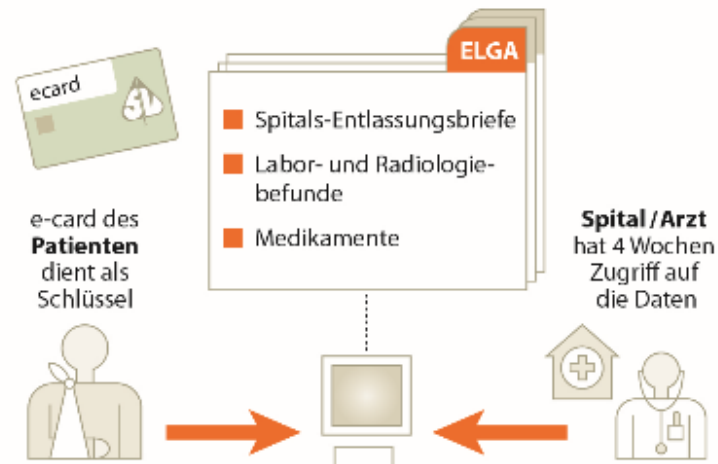 ELGA
ecard
SV
Spitals-Entlassungsbriefe
Labor- und Radiologie-
befunde
Medikamente
e-card des
Patienten
dient als
Schlüssel
Spital/Arzt
hat 4 Wochen
Zugriff auf
die Daten